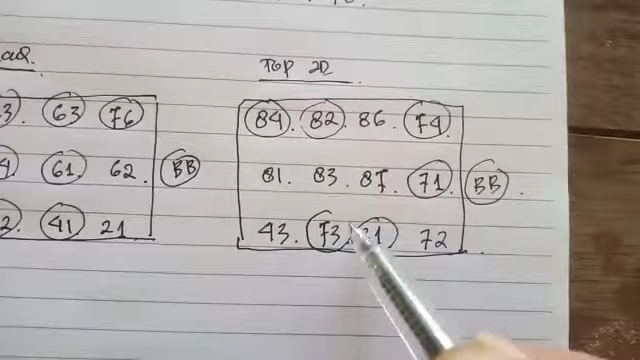 TOP 2D
63 76
84. 82 86. 74.
61 62. BB
81. 83 87. 71. BB.
41 21
43. 73 72